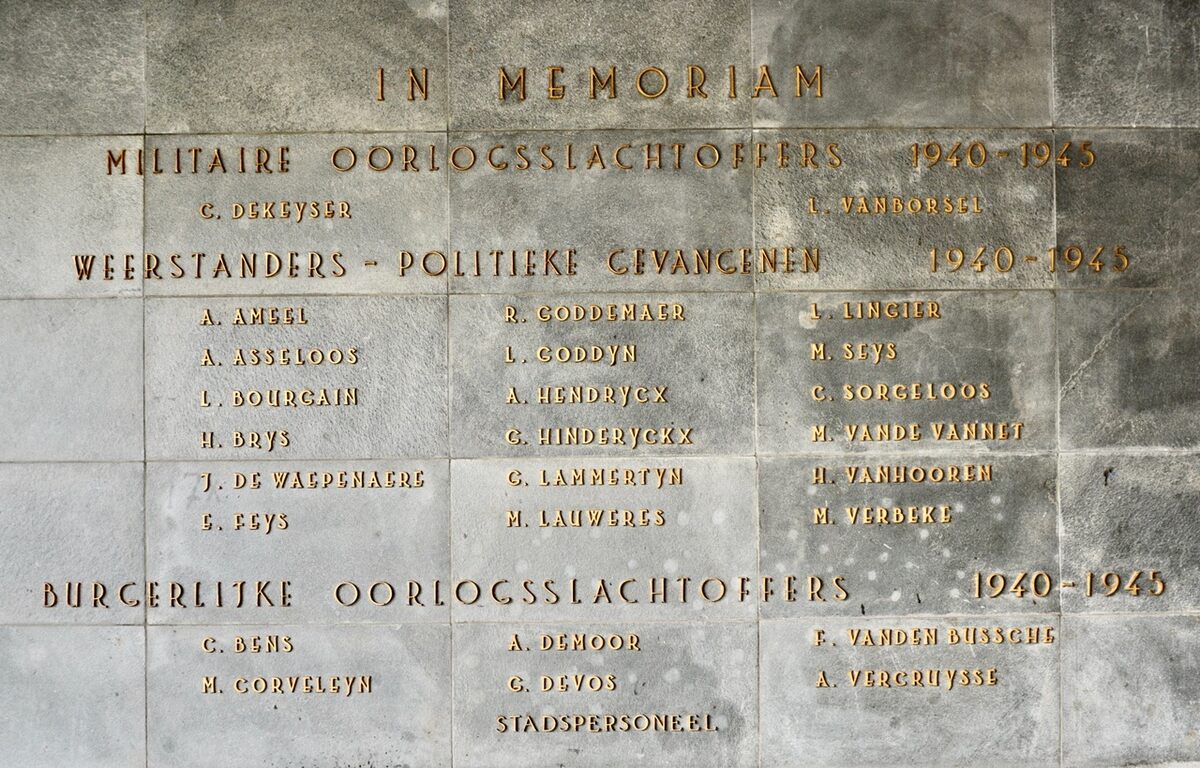 IN MEMORIAM
MILITAIRE OORLOGSSLACHTOFFERS 1940-1945
C. DEKEYSER L. VANBORSEL
WEERSTANDERS - POLITIEKE GEVANGENEN 1940-1945
A. AMEEL R. GODDEMAER L. LINGIER
A. ASSELOOS L. GODDYN M. SEYS
L. BOURGAIN A. HENDRYCX C. SORGELOOS
H. BRYS G. HINDERYCKX M. VANDE VANNET
J. DE WAEPENAERE G. LAMMERTYN H. VANHOOREN
E. FEYS M. LAUWERES M. VERBEKE
BURGERLIJKE OORLOGSSLACHTOFFERS 1940-1945
C. BENS A. DEMOOR F. VANDEN BUSSCHE
M. CORVELEYN G. DEVOS A. VERCRUYSSE
STADSPERSONEEL